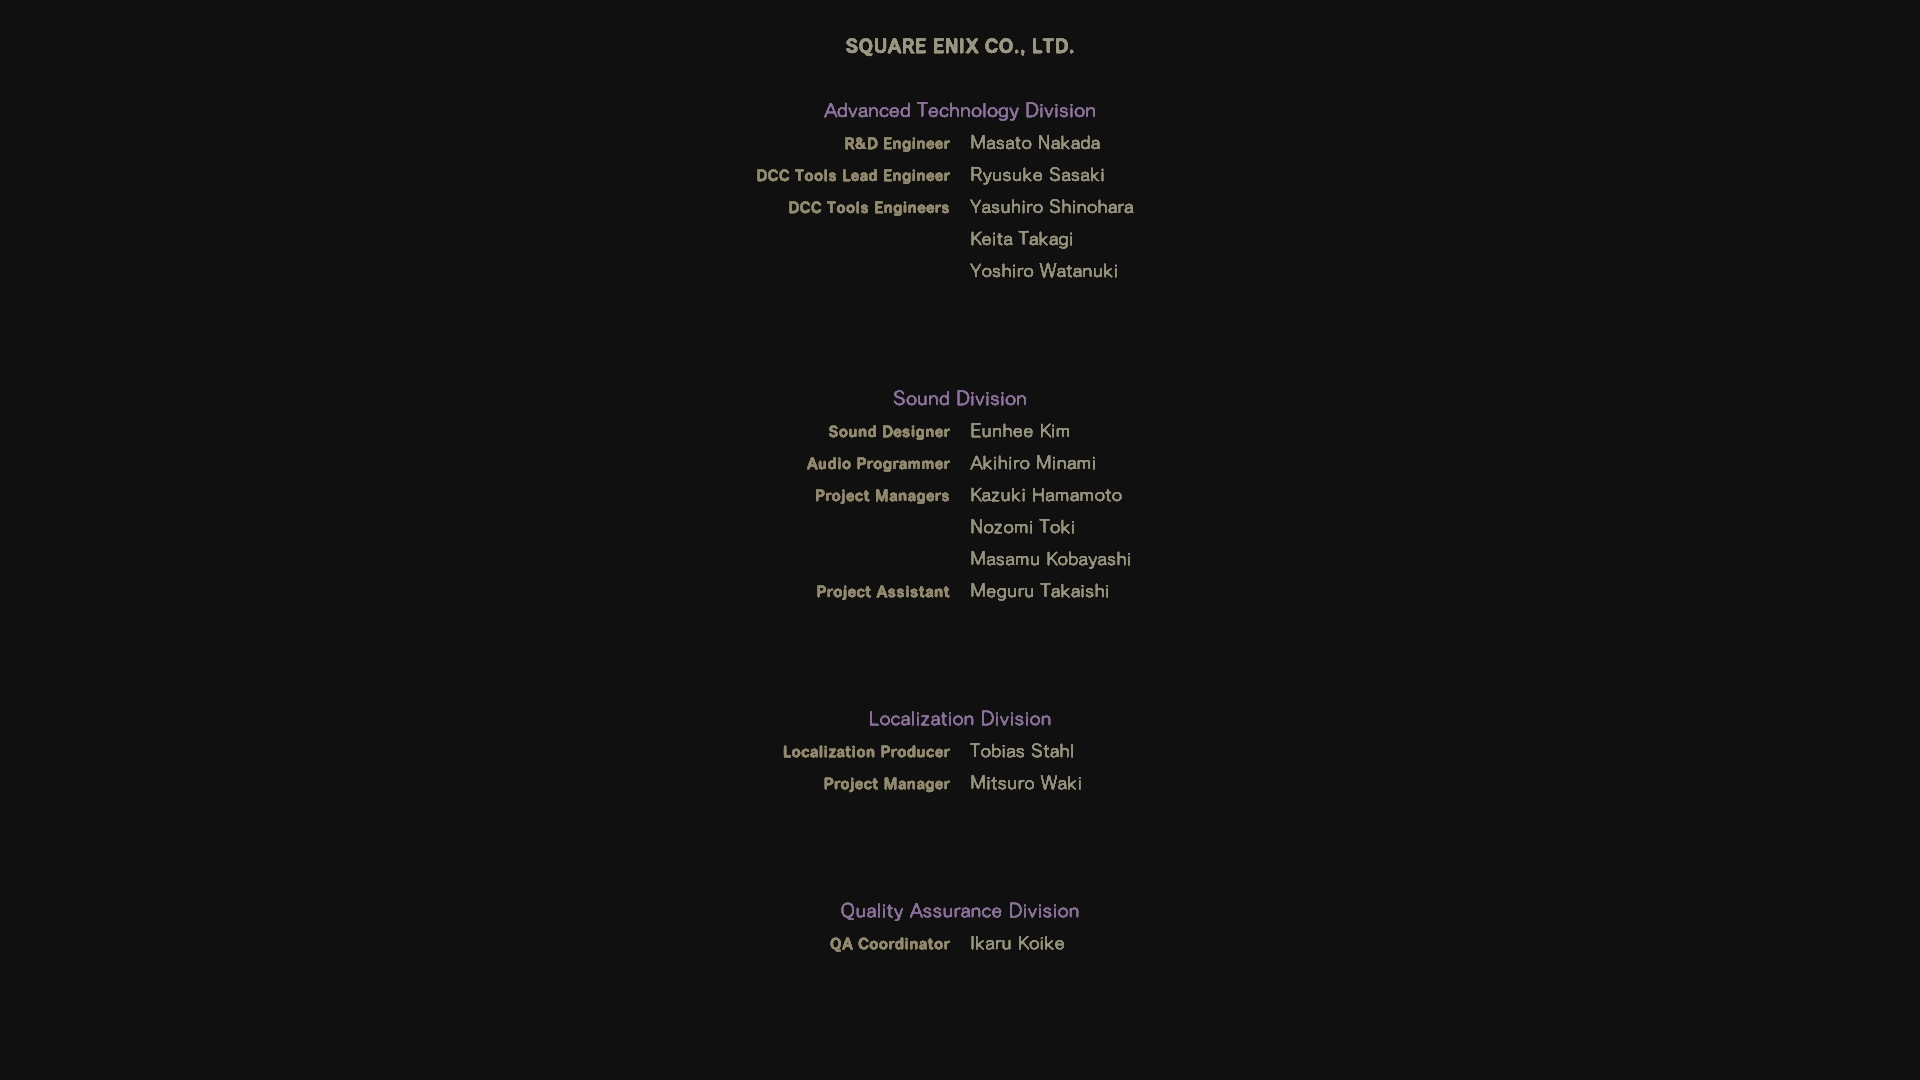 SQUARE ENIX CO., LTD.
Advanced Technology Division
R&D Engineer Masato Nakada
DCC Tools Lead Engineer Ryusuke Sasaki
DCC Tools Engineers Yasuhiro Shinohara
Keita Takagi
Yoshiro Watanuki
Sound Division
Sound Designer Eunhee Kim
Audio Programmer Akihiro Minami
Project Managers Kazuki Hamamoto
Nozomi Toki
Masamu Kobayashi
Project Assistant Meguru Takaishi
Localization Division
Localization Producer Tobias Stahl
Project Manager Mitsuro Waki
Quality Assurance Division
QA Coordinator Ikaru Koike